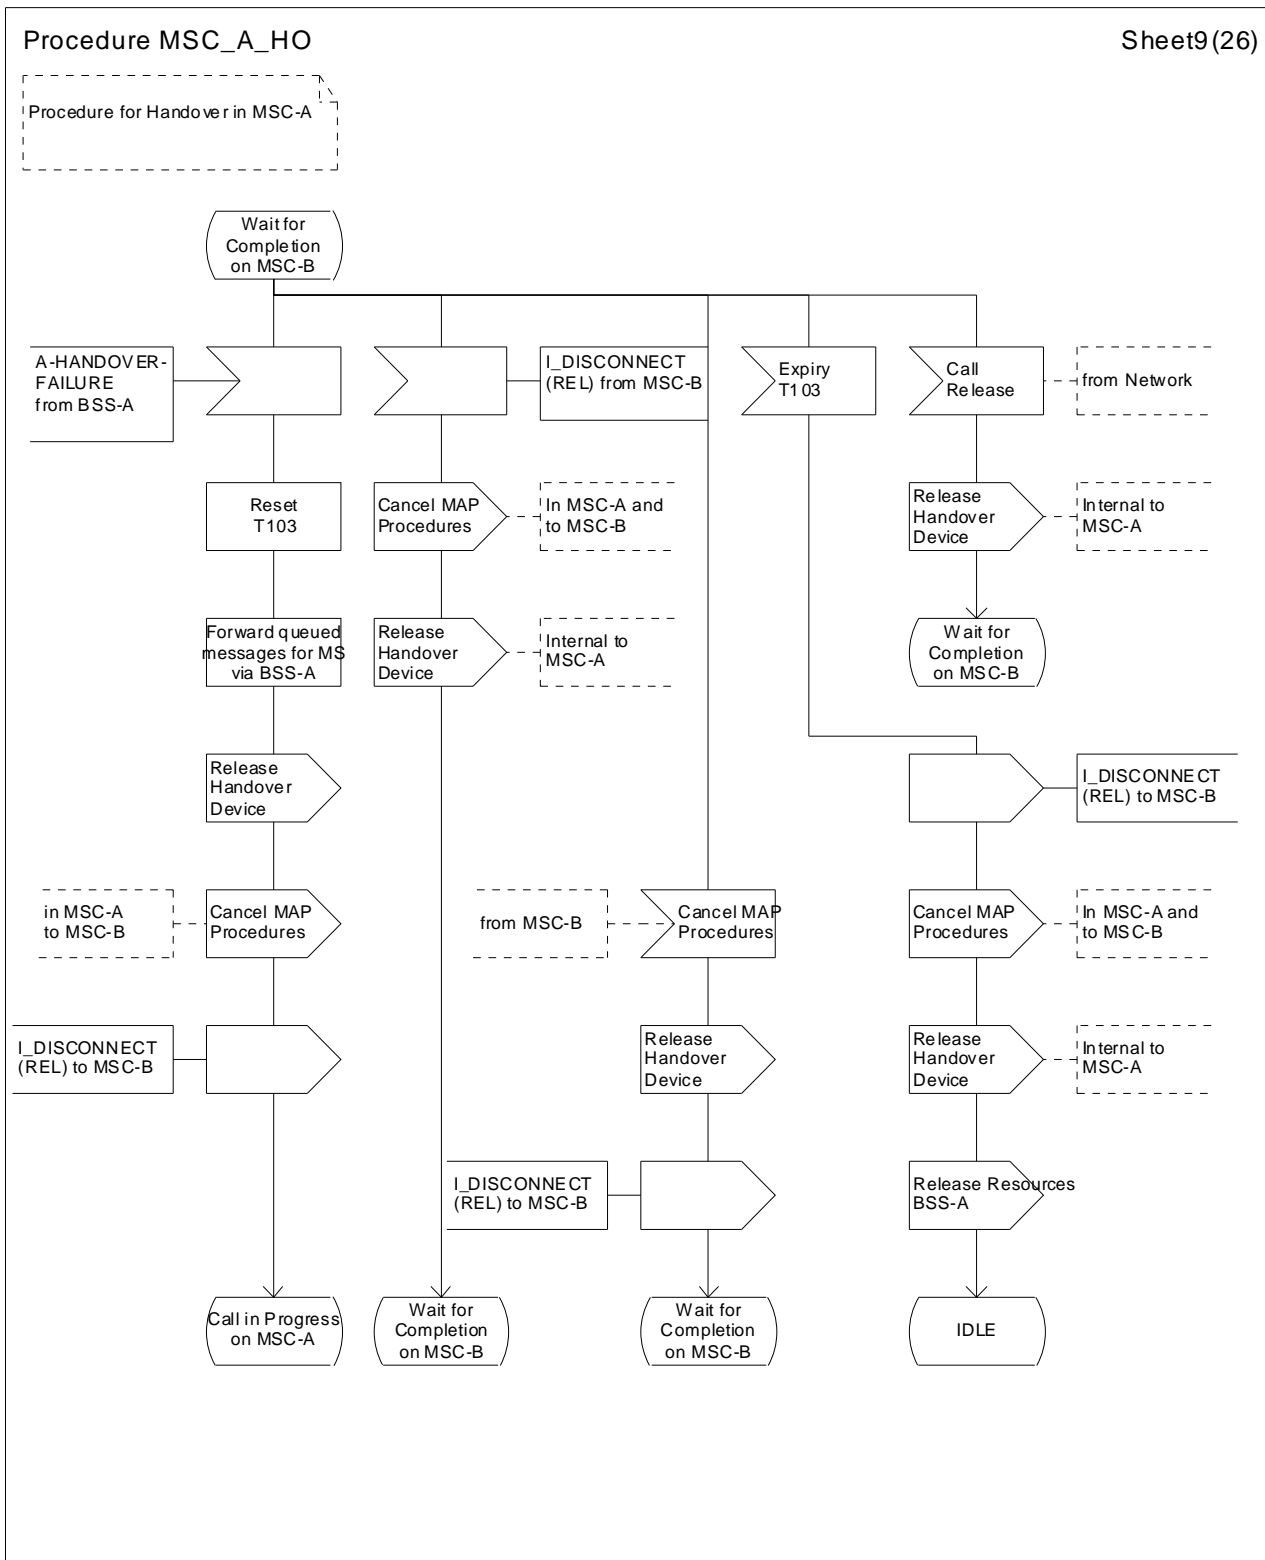 Procedure MSC_A_HO
Sheet9(26)
Procedure for Handover in MSC-A
Wait for
Completion
on MSC-B
A-HANDOVER-
FAILURE
from BSS-A
I_DISCONNECT
(REL) from MSC-B
Expiry
T103
Call
Release
from Network
Reset
T103
Cancel MAP
Procedures
In MSC-A and
to MSC-B
Release
Handover
Device
Internal to
MSC-A
Forward queued
messages for MS
via BSS-A
Release
Handover
Device
Internal to
MSC-A
Wait for
Completion
on MSC-B
Release
Handover
Device
I_DISCONNECT
(REL) to MSC-B
in MSC-A
to MSC-B
Cancel MAP
Procedures
from MSC-B
Cancel MAP
Procedures
Cancel MAP
Procedures
In MSC-A and
to MSC-B
I_DISCONNECT
(REL) to MSC-B
Release
Handover
Device
Release
Handover
Device
Internal to
MSC-A
I_DISCONNECT
(REL) to MSC-B
Release Resources
BSS-A
Call in Progress
on MSC-A
Wait for
Completion
on MSC-B
Wait for
Completion
on MSC-B
IDLE